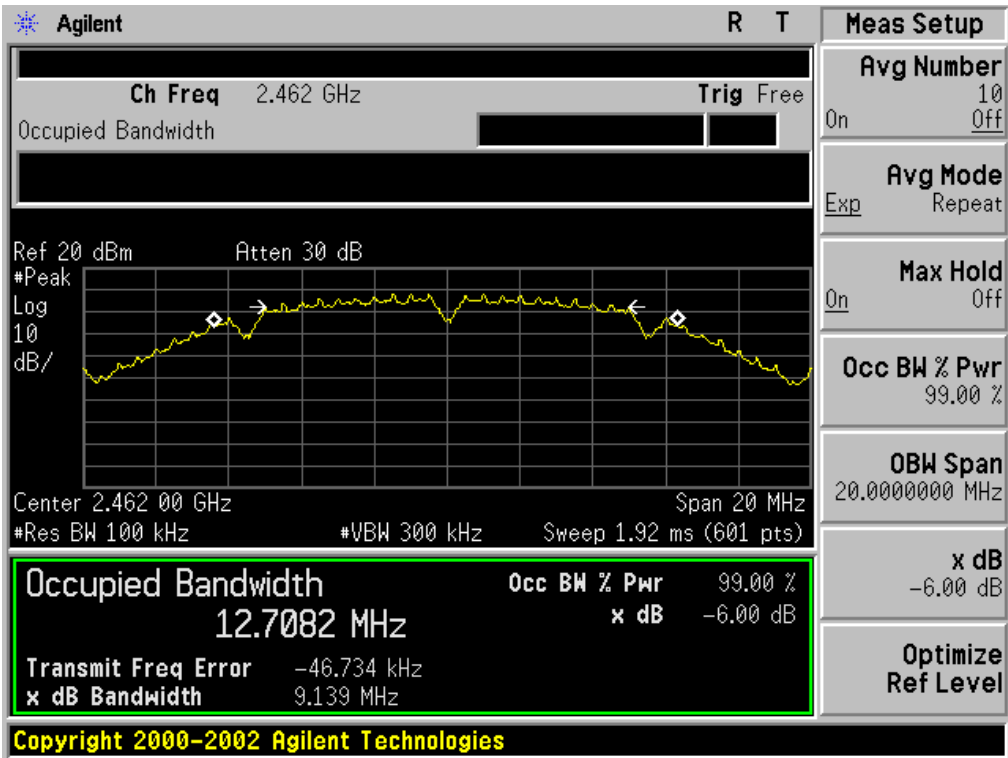 Agilent R T
Ch Freq 2.462 GHz Trig Free
Occupied Bandwidth
Ref 20 dBm Atten 30 dB
#Peak
Log
10
dB/
Center 2.462 00 GHz Span 20 MHz
#Res BW 100 kHz #VBW 300 kHz Sweep 1.92 ms (601 pts)
Occupied Bandwidth Occ BW % Pwr 99.00 %
12.7082 MHz x dB -6.00 dB
Transmit Freq Error -46.734 kHz
x dB Bandwidth 9.139 MHz
Copyright 2000-2002 Agilent Technologies
Meas Setup
Avg Number
10
On Off
Avg Mode
Exp Repeat
Max Hold
On Off
Occ BW % Pwr
99.00 %
OBW Span
20.0000000 MHz
x dB
-6.00 dB
Optimize
Ref Level